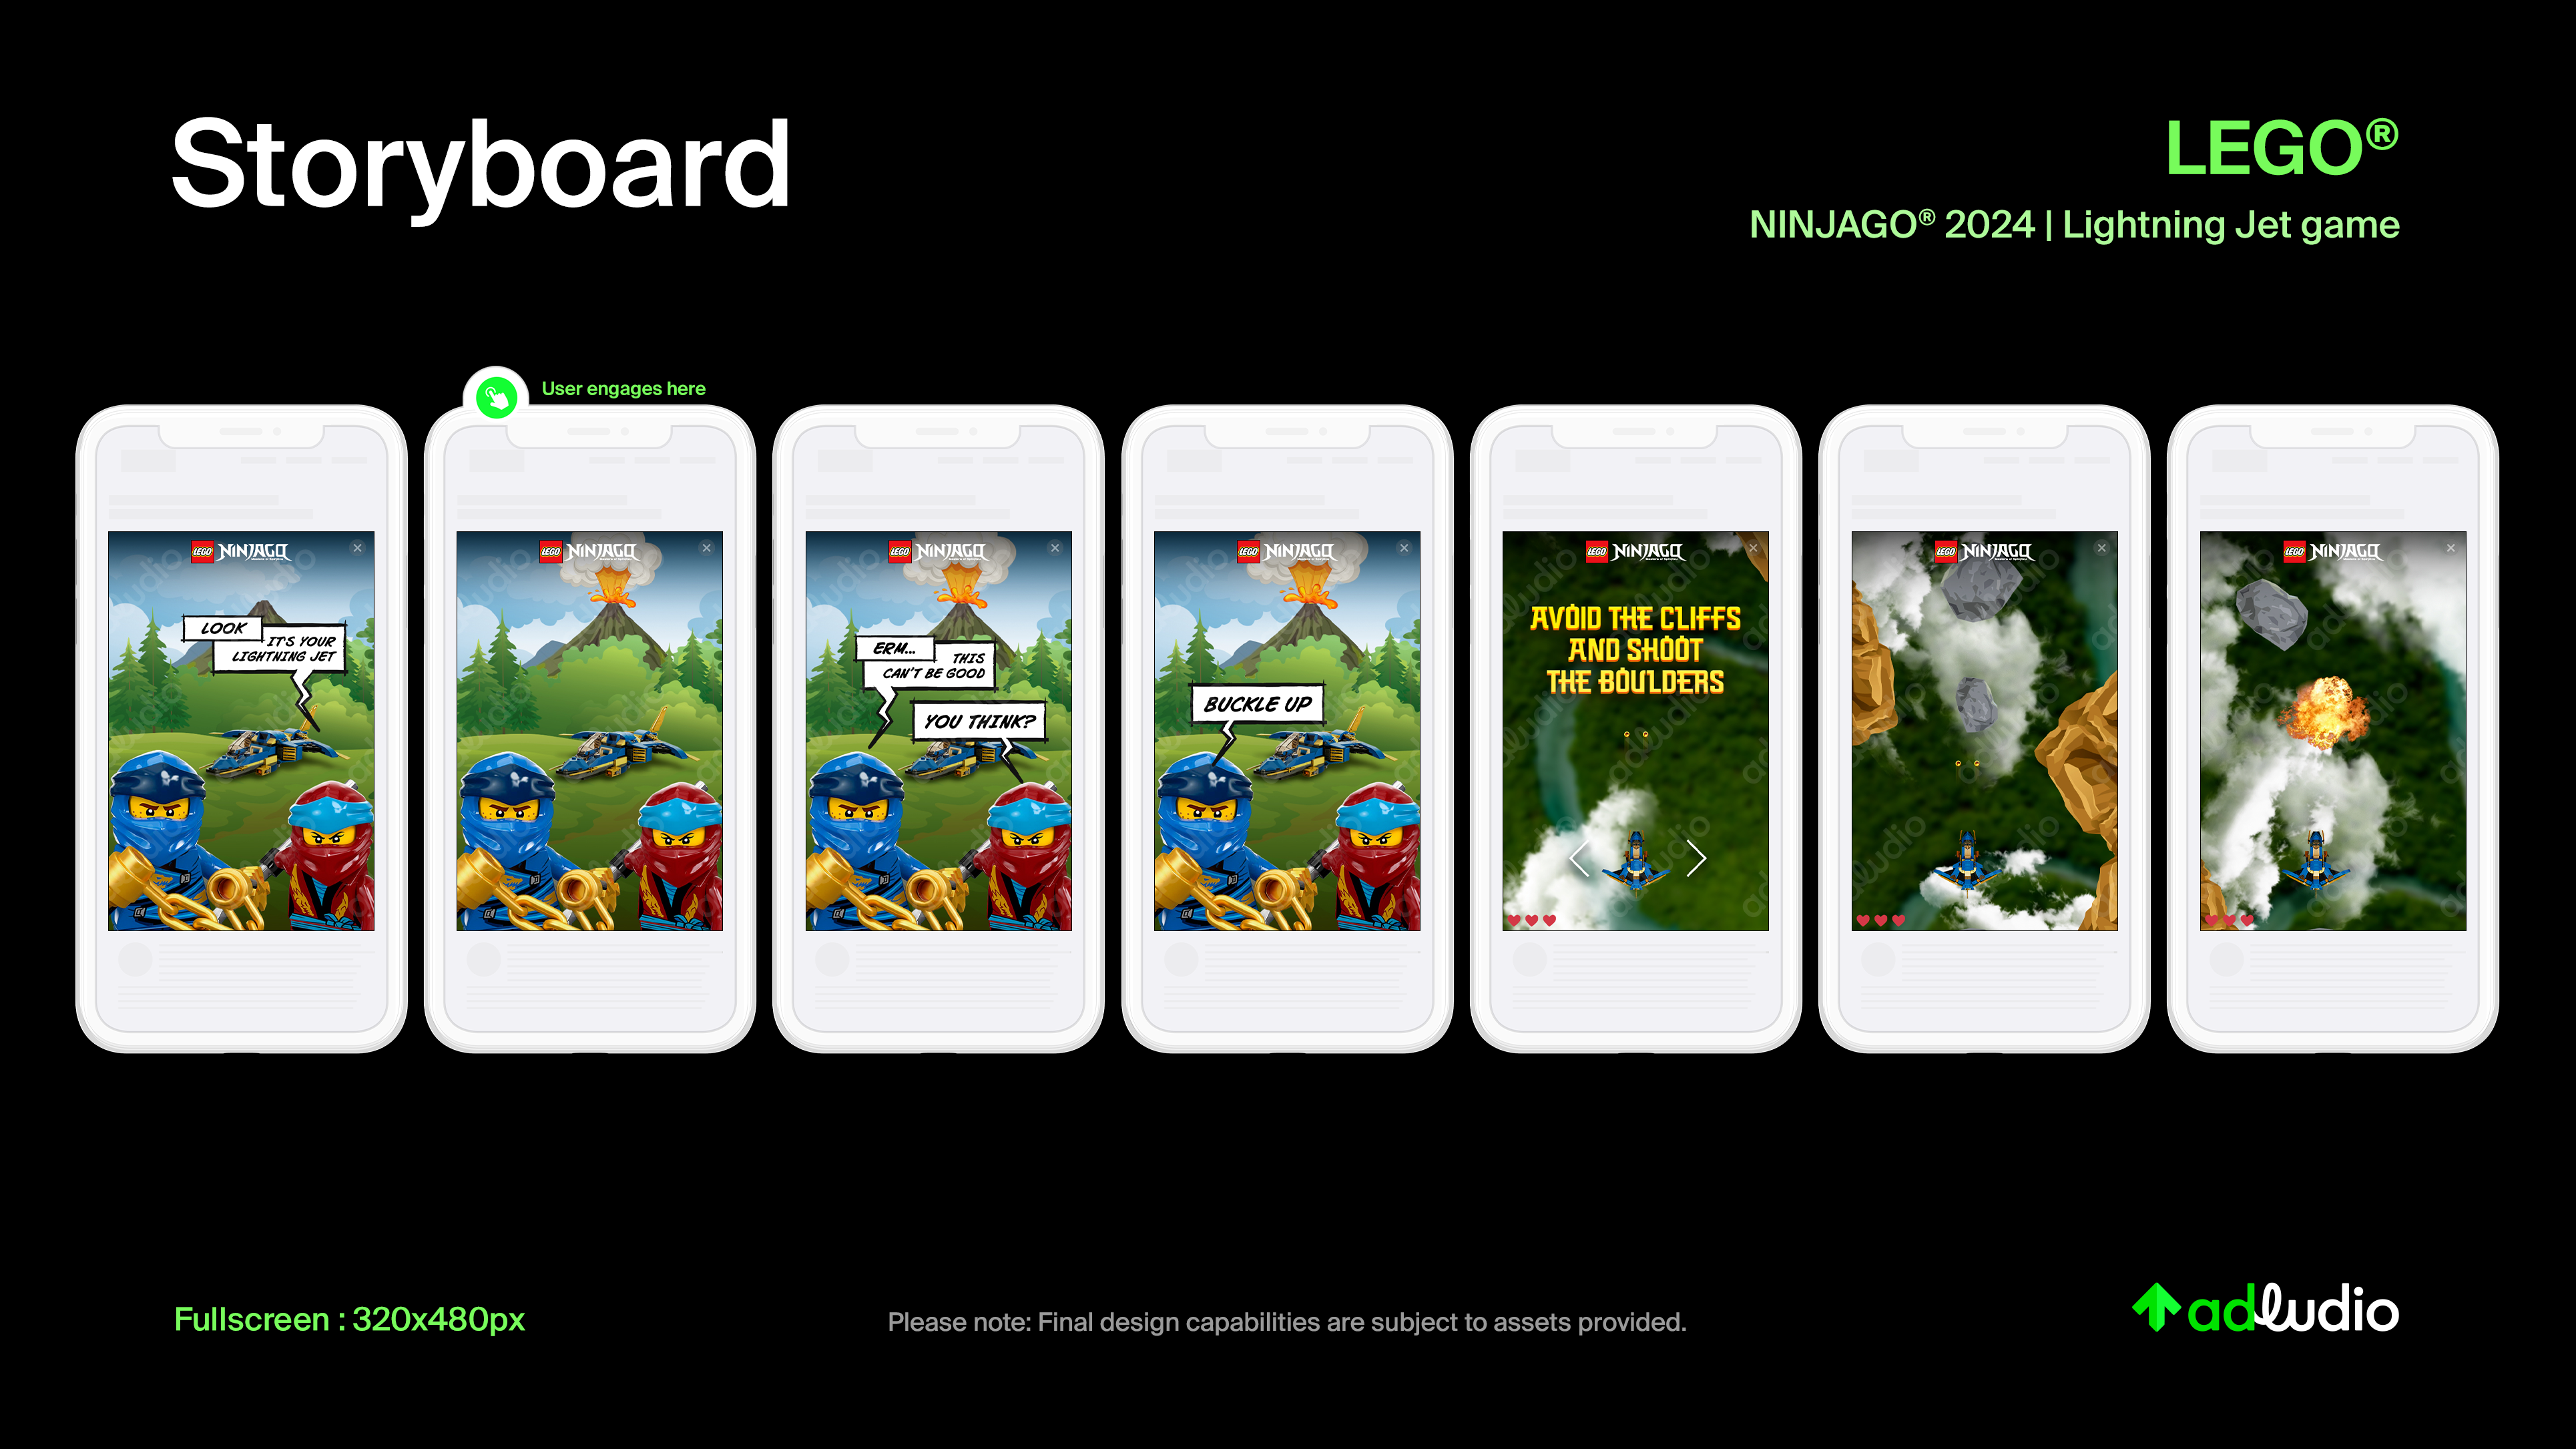 Storyboard
LEGO®
NINJAGO® 2024 | Lightning Jet game
User engages here
LEGO NINJAGO
LOOK
IT'S YOUR
LIGHTNING JET
LEGO NINJAGO
LEGO NINJAGO
ERM...
THIS
CAN'T BE GOOD
YOU THINK?
LEGO NINJAGO
BUCKLE UP
LEGO NINJAGO
AVOID THE CLIFFS
AND SHOOT
THE BOULDERS
LEGO NINJAGO
LEGO NINJAGO
Fullscreen : 320x480px
Please note: Final design capabilities are subject to assets provided.
adludio